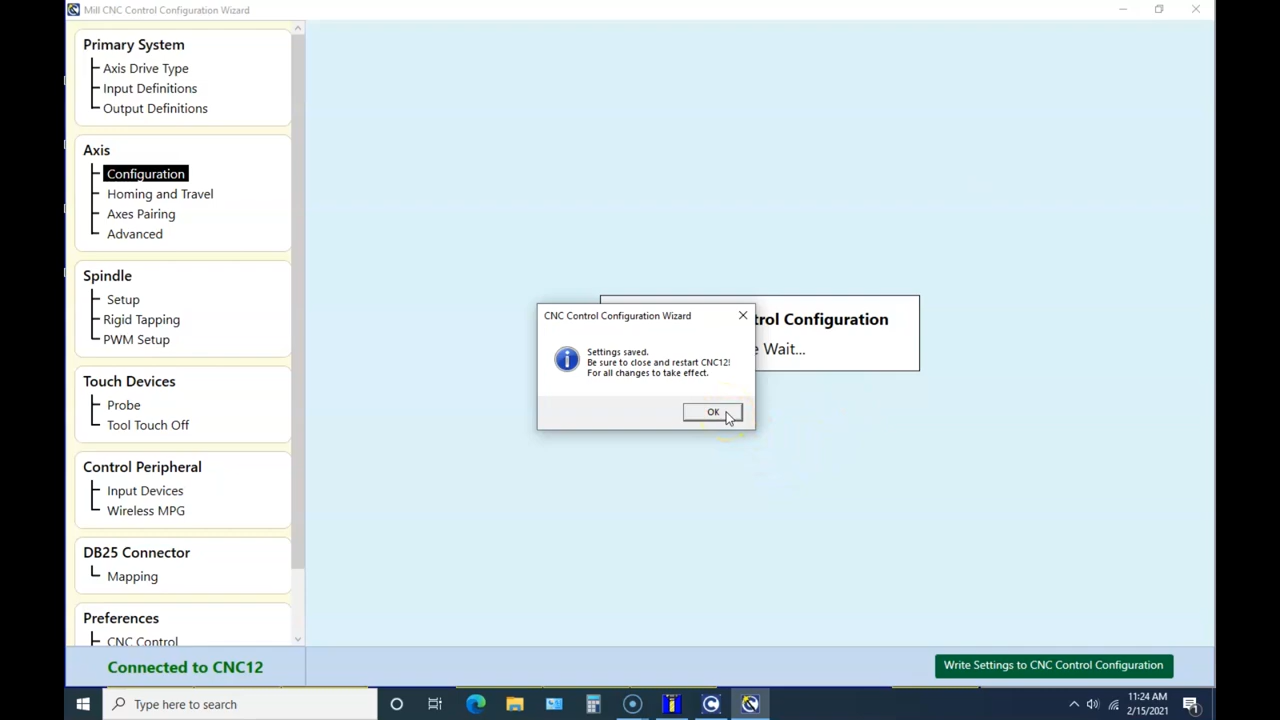 Mill CNC Control Configuration Wizard
Primary System
Axis Drive Type
Input Definitions
Output Definitions
Axis
Configuration
Homing and Travel
Axes Pairing
Advanced
Spindle
Setup
Rigid Tapping
PWM Setup
Touch Devices
Probe
Tool Touch Off
Control Peripheral
Input Devices
Wireless MPG
DB25 Connector
Mapping
Preferences
CNC Control
Connected to CNC12
CNC Control Configuration Wizard
Settings saved.
Be sure to close and restart CNC12!
For all changes to take effect.
OK
Configuration
Wait...
Write Settings to CNC Control Configuration
Type here to search
11:24 AM
2/15/2021